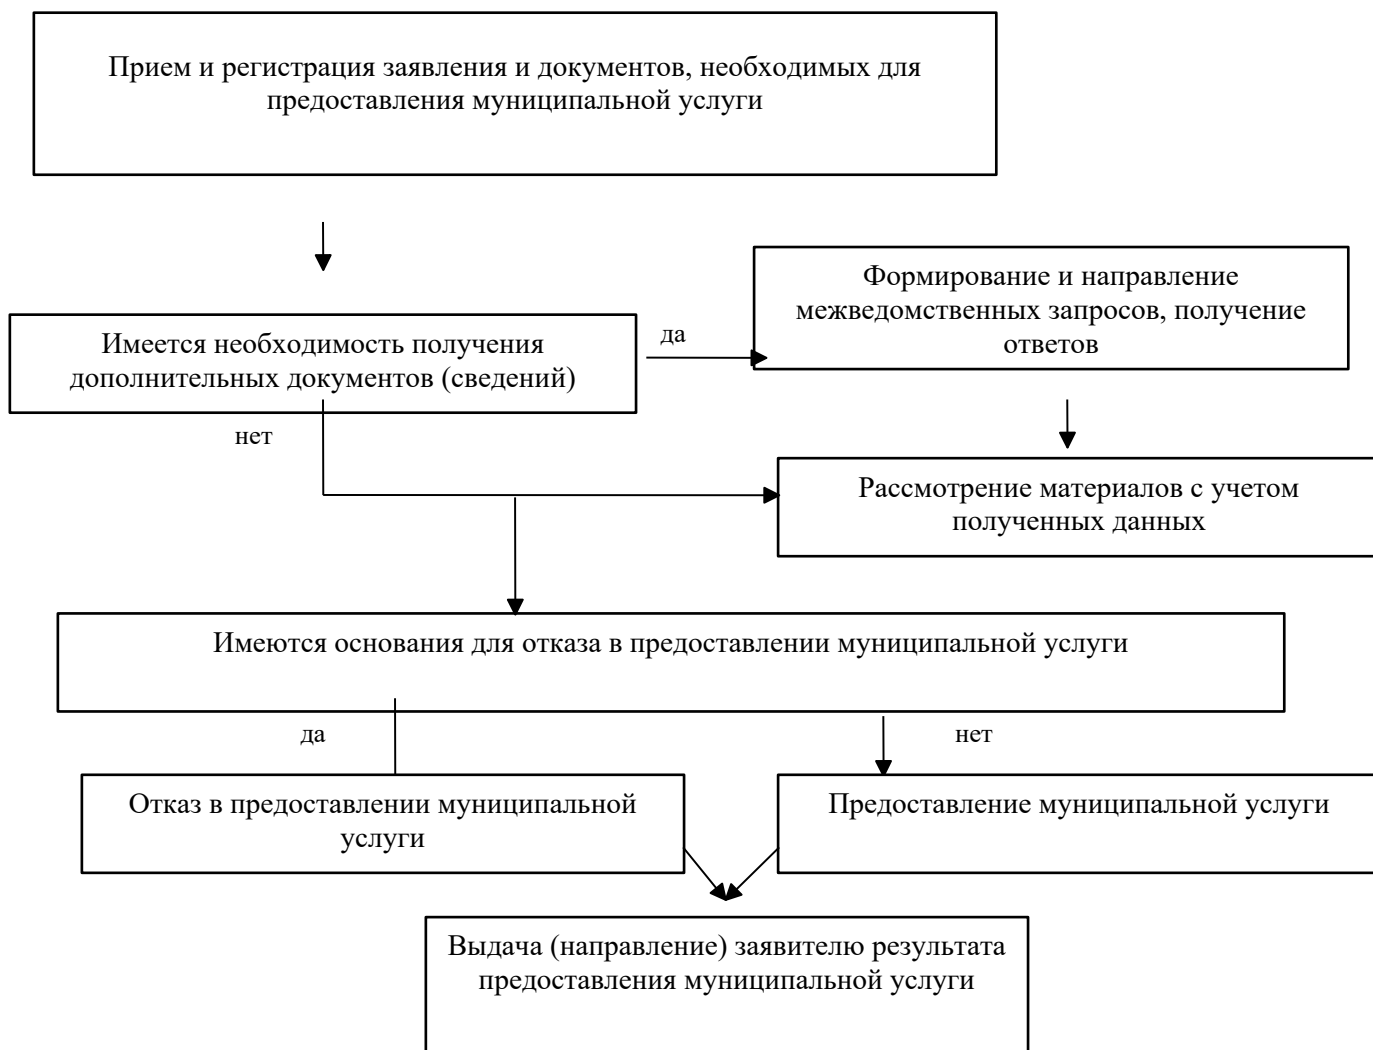 Прием и регистрация заявления и документов, необходимых для
предоставления муниципальной услуги
Формирование и направление
межведомственных запросов, получение
ответов
да
Имеется необходимость получения
дополнительных документов (сведений)
нет
Рассмотрение материалов с учетом
полученных данных
Имеются основания для отказа в предоставлении муниципальной услуги
да
нет
Отказ в предоставлении муниципальной
услуги
Предоставление муниципальной услуги
Выдача (направление) заявителю результата
предоставления муниципальной услуги